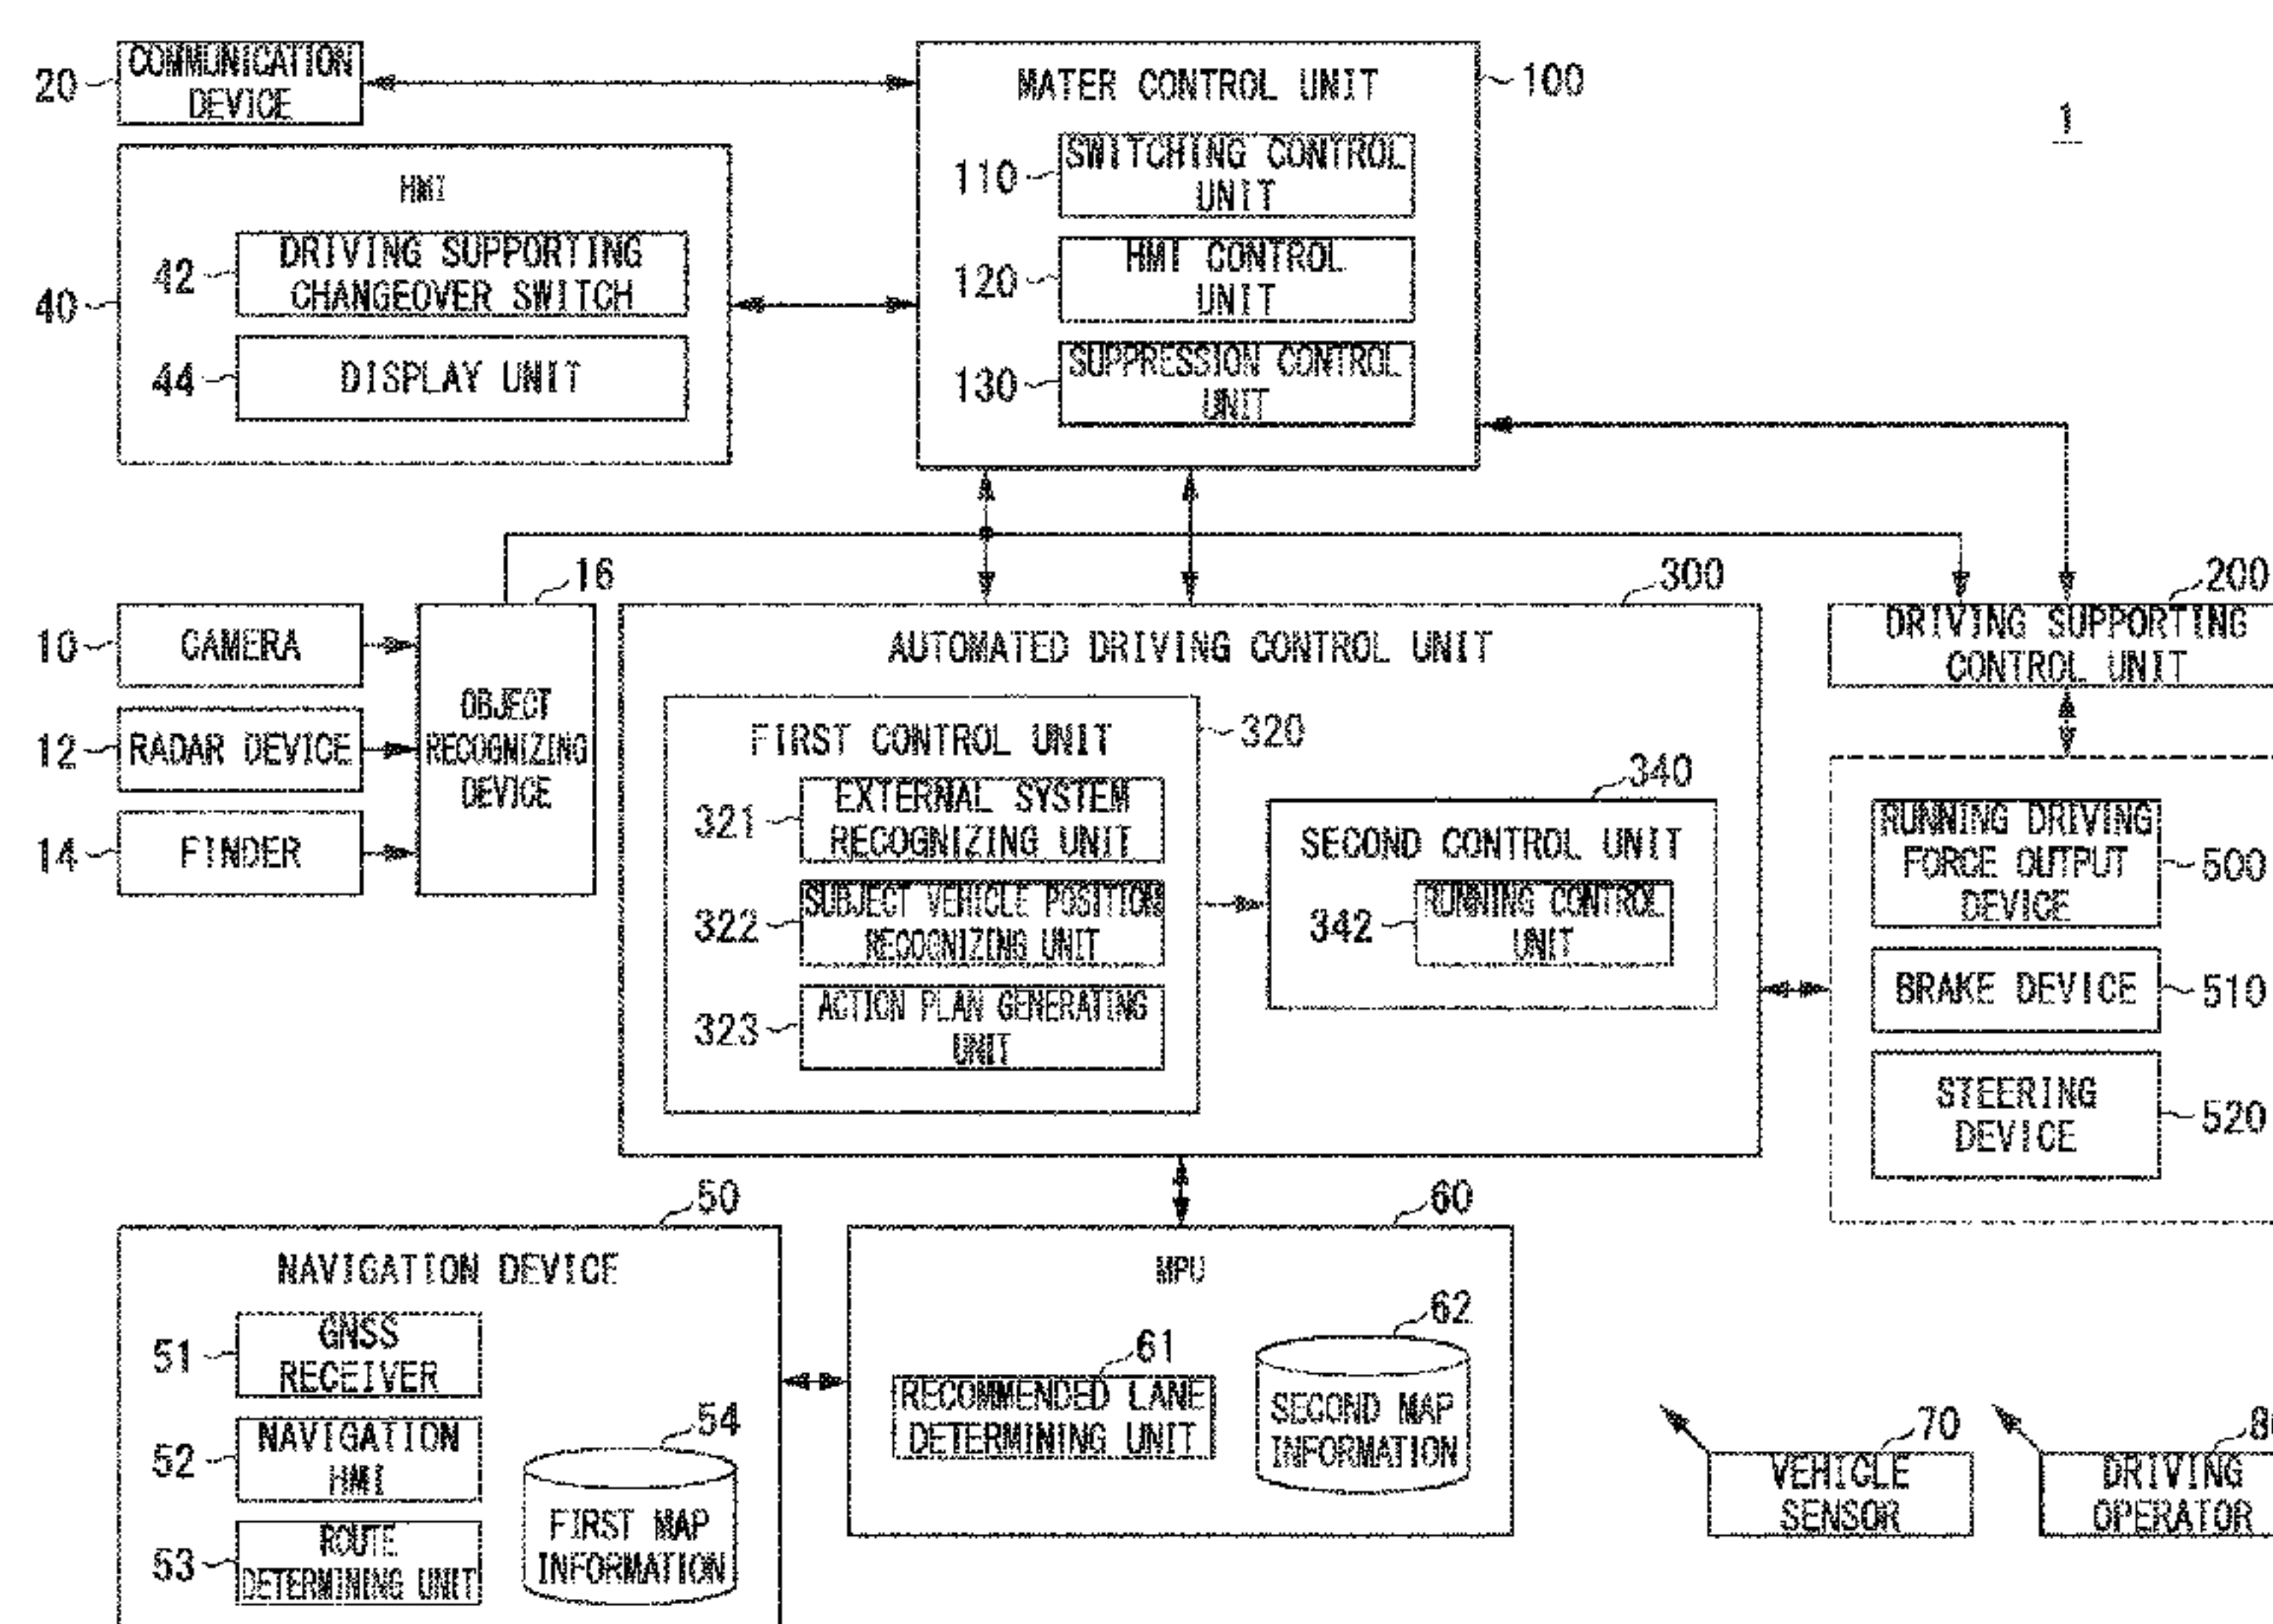 20
COMMUNICATION
DEVICE
MATER CONTROL UNIT
100
1
110
SWITCHING CONTROL
UNIT
120
HMI CONTROL
UNIT
130
SUPPRESSION CONTROL
UNIT
40
HMI
42
DRIVING SUPPORTING
CHANGEOVER SWITCH
44
DISPLAY UNIT
10
CAMERA
12
RADAR DEVICE
14
FINDER
16
OBJECT
RECOGNIZING
DEVICE
300
AUTOMATED DRIVING CONTROL UNIT
320
FIRST CONTROL UNIT
321
EXTERNAL SYSTEM
RECOGNIZING UNIT
322
SUBJECT VEHICLE POSITION
RECOGNIZING UNIT
323
ACTION PLAN GENERATING
UNIT
340
SECOND CONTROL UNIT
342
RUNNING CONTROL
UNIT
200
DRIVING SUPPORTING
CONTROL UNIT
RUNNING DRIVING
FORCE OUTPUT
DEVICE
500
BRAKE DEVICE
510
STEERING
DEVICE
520
50
NAVIGATION DEVICE
51
GNSS
RECEIVER
52
NAVIGATION
HMI
53
ROUTE
DETERMINING UNIT
54
FIRST MAP
INFORMATION
60
MPU
61
RECOMMENDED LANE
DETERMINING UNIT
62
SECOND MAP
INFORMATION
70
VEHICLE
SENSOR
DRIVING
OPERATOR